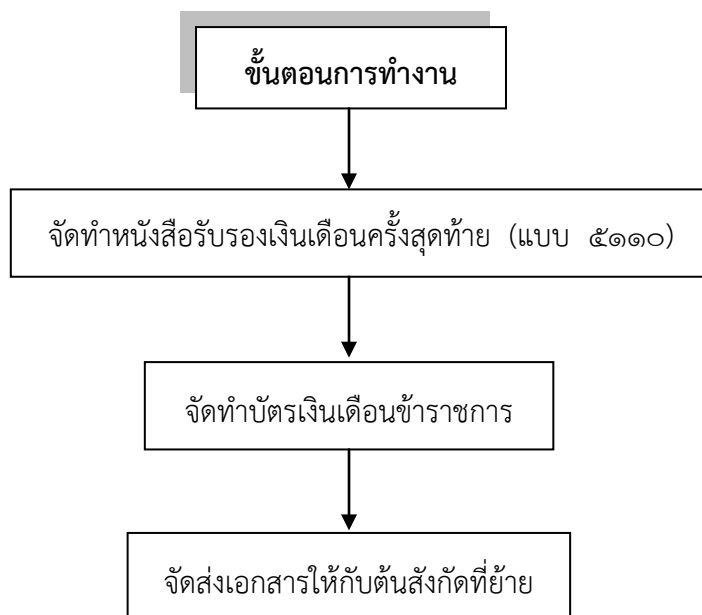 ขั้นตอนการทำงาน
จัดทำหนังสือรับรองเงินเดือนครั้งสุดท้าย (แบบ ๕๑๑๐)
จัดทำบัตรเงินเดือนข้าราชการ
จัดส่งเอกสารให้กับต้นสังกัดที่ย้าย